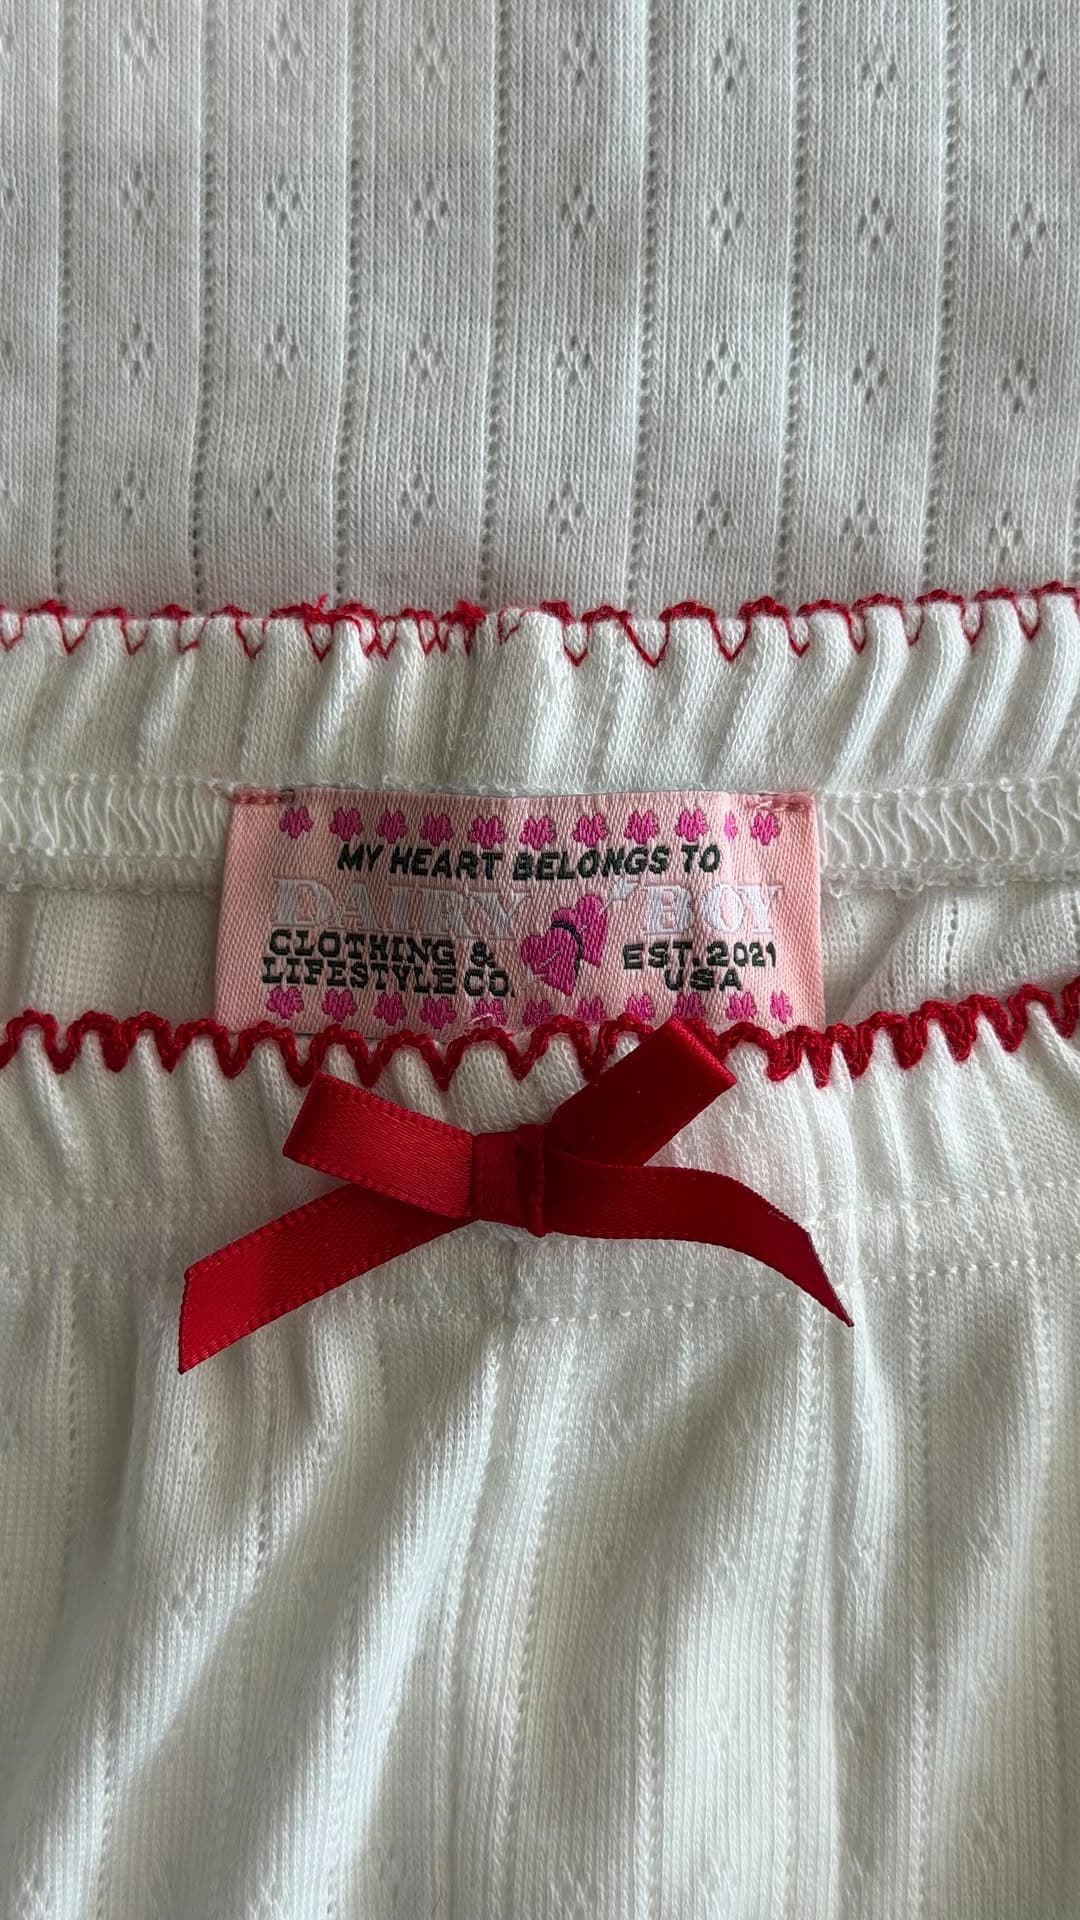 MY HEART BELONGS TO
DAIRY BOY
CLOTHING & EST. 2021
LIFESTYLE CO. USA